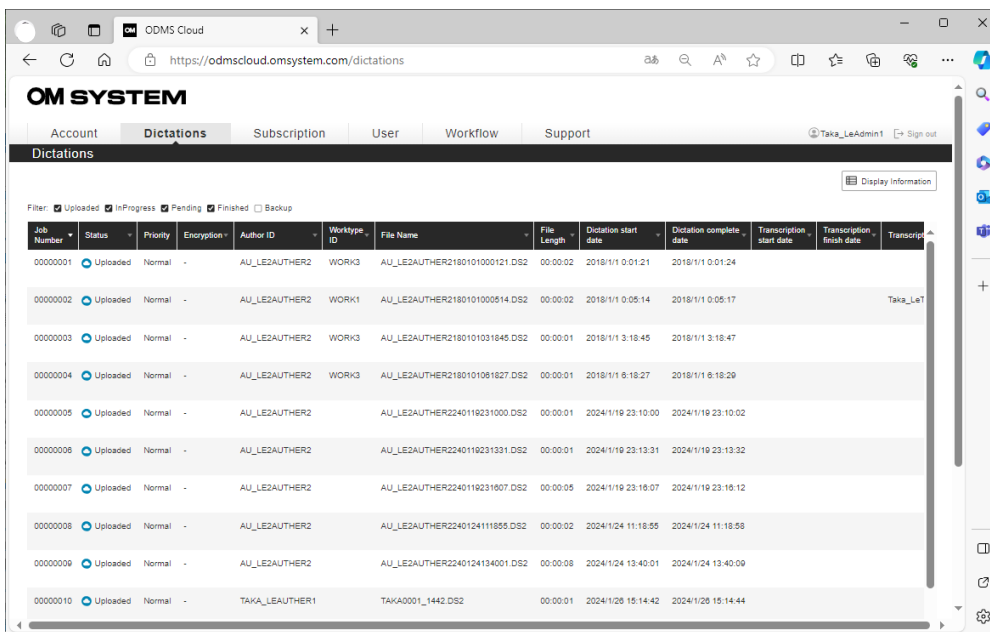 OM ODMS Cloud
https://odmscloud.omsystem.com/dictations
OM SYSTEM
Account Dictations Subscription User Workflow Support Taka_LeAdmin1 Sign out
Dictations
Display Information
Filter: Uploaded InProgress Pending Finished Backup
Job Number Status Priority Encryption Author ID Worktype ID File Name File Length Dictation start date Dictation complete date Transcription start date Transcription finish date Transcript
00000001 Uploaded Normal - AU_LE2AUTHER2 WORK3 AU_LE2AUTHER2180101000121.DS2 00:00:02 2018/1/1 0:01:21 2018/1/1 0:01:24
00000002 Uploaded Normal - AU_LE2AUTHER2 WORK1 AU_LE2AUTHER2180101000514.DS2 00:00:02 2018/1/1 0:05:14 2018/1/1 0:05:17 Taka_LeT
00000003 Uploaded Normal - AU_LE2AUTHER2 WORK3 AU_LE2AUTHER2180101031845.DS2 00:00:01 2018/1/1 3:18:45 2018/1/1 3:18:47
00000004 Uploaded Normal - AU_LE2AUTHER2 WORK3 AU_LE2AUTHER2180101061827.DS2 00:00:01 2018/1/1 6:18:27 2018/1/1 6:18:29
00000005 Uploaded Normal - AU_LE2AUTHER2 AU_LE2AUTHER2240119231000.DS2 00:00:01 2024/1/19 23:10:00 2024/1/19 23:10:02
00000006 Uploaded Normal - AU_LE2AUTHER2 AU_LE2AUTHER2240119231331.DS2 00:00:01 2024/1/19 23:13:31 2024/1/19 23:13:32
00000007 Uploaded Normal - AU_LE2AUTHER2 AU_LE2AUTHER2240119231607.DS2 00:00:05 2024/1/19 23:16:07 2024/1/19 23:16:12
00000008 Uploaded Normal - AU_LE2AUTHER2 AU_LE2AUTHER2240124111855.DS2 00:00:02 2024/1/24 11:18:55 2024/1/24 11:18:58
00000009 Uploaded Normal - AU_LE2AUTHER2 AU_LE2AUTHER2240124134001.DS2 00:00:08 2024/1/24 13:40:01 2024/1/24 13:40:09
00000010 Uploaded Normal - TAKA_LEAUTHER1 TAKA0001_1442.DS2 00:00:01 2024/1/26 15:14:42 2024/1/26 15:14:44